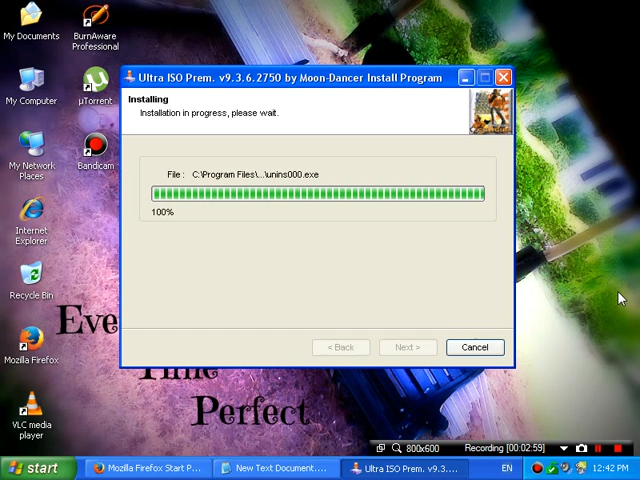 My Documents
BurnAware
Professional
My Computer
µTorrent
My Network
Places
Bandicam
Internet
Explorer
Recycle Bin
Mozilla Firefox
VLC media
player
Ultra ISO Prem. v9.3.6.2750 by Moon-Dancer Install Program
Installing
Installation in progress, please wait.
File : C:\Program Files\...\unins000.exe
100%
< Back
Next >
Cancel
Eve
Time
Perfect
800x600
Recording [00:02:59]
start
Mozilla Firefox Start P...
New Text Document....
Ultra ISO Prem. v9.3....
EN
12:42 PM